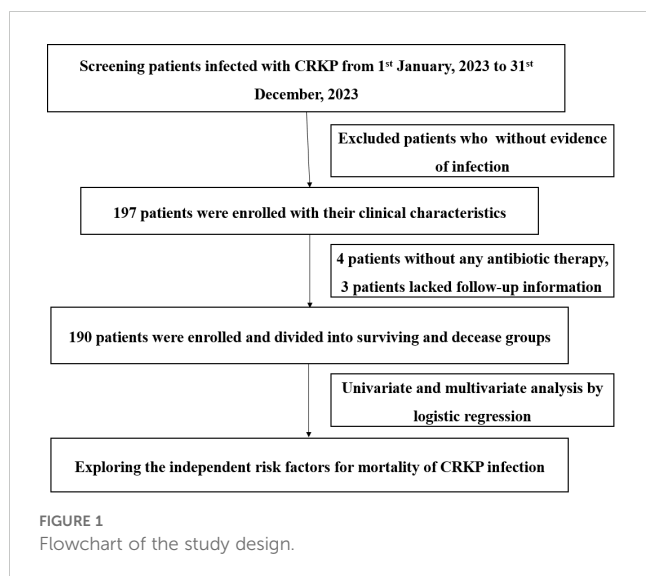 Screening patients infected with CRKP from 1st January, 2023 to 31st
December, 2023
Excluded patients who without evidence
of infection
197 patients were enrolled with their clinical characteristics
4 patients without any antibiotic therapy,
3 patients lacked follow-up information
190 patients were enrolled and divided into surviving and decease groups
Univariate and multivariate analysis by
logistic regression
Exploring the independent risk factors for mortality of CRKP infection
FIGURE 1
Flowchart of the study design.